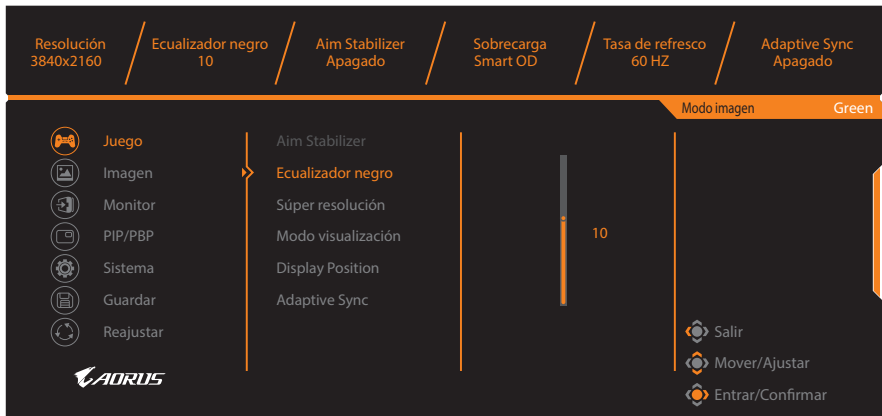 Resolución
3840x2160
Ecualizador negro
10
Aim Stabilizer
Apagado
Sobrecarga
Smart OD
Tasa de refresco
60 HZ
Adaptive Sync
Apagado
Modo imagen Green
Juego
Imagen
Monitor
PIP/PBP
Sistema
Guardar
Reajustar
Aim Stabilizer
Ecualizador negro
Súper resolución
Modo visualización
Display Position
Adaptive Sync
10
Salir
Mover/Ajustar
Entrar/Confirmar
AORUS